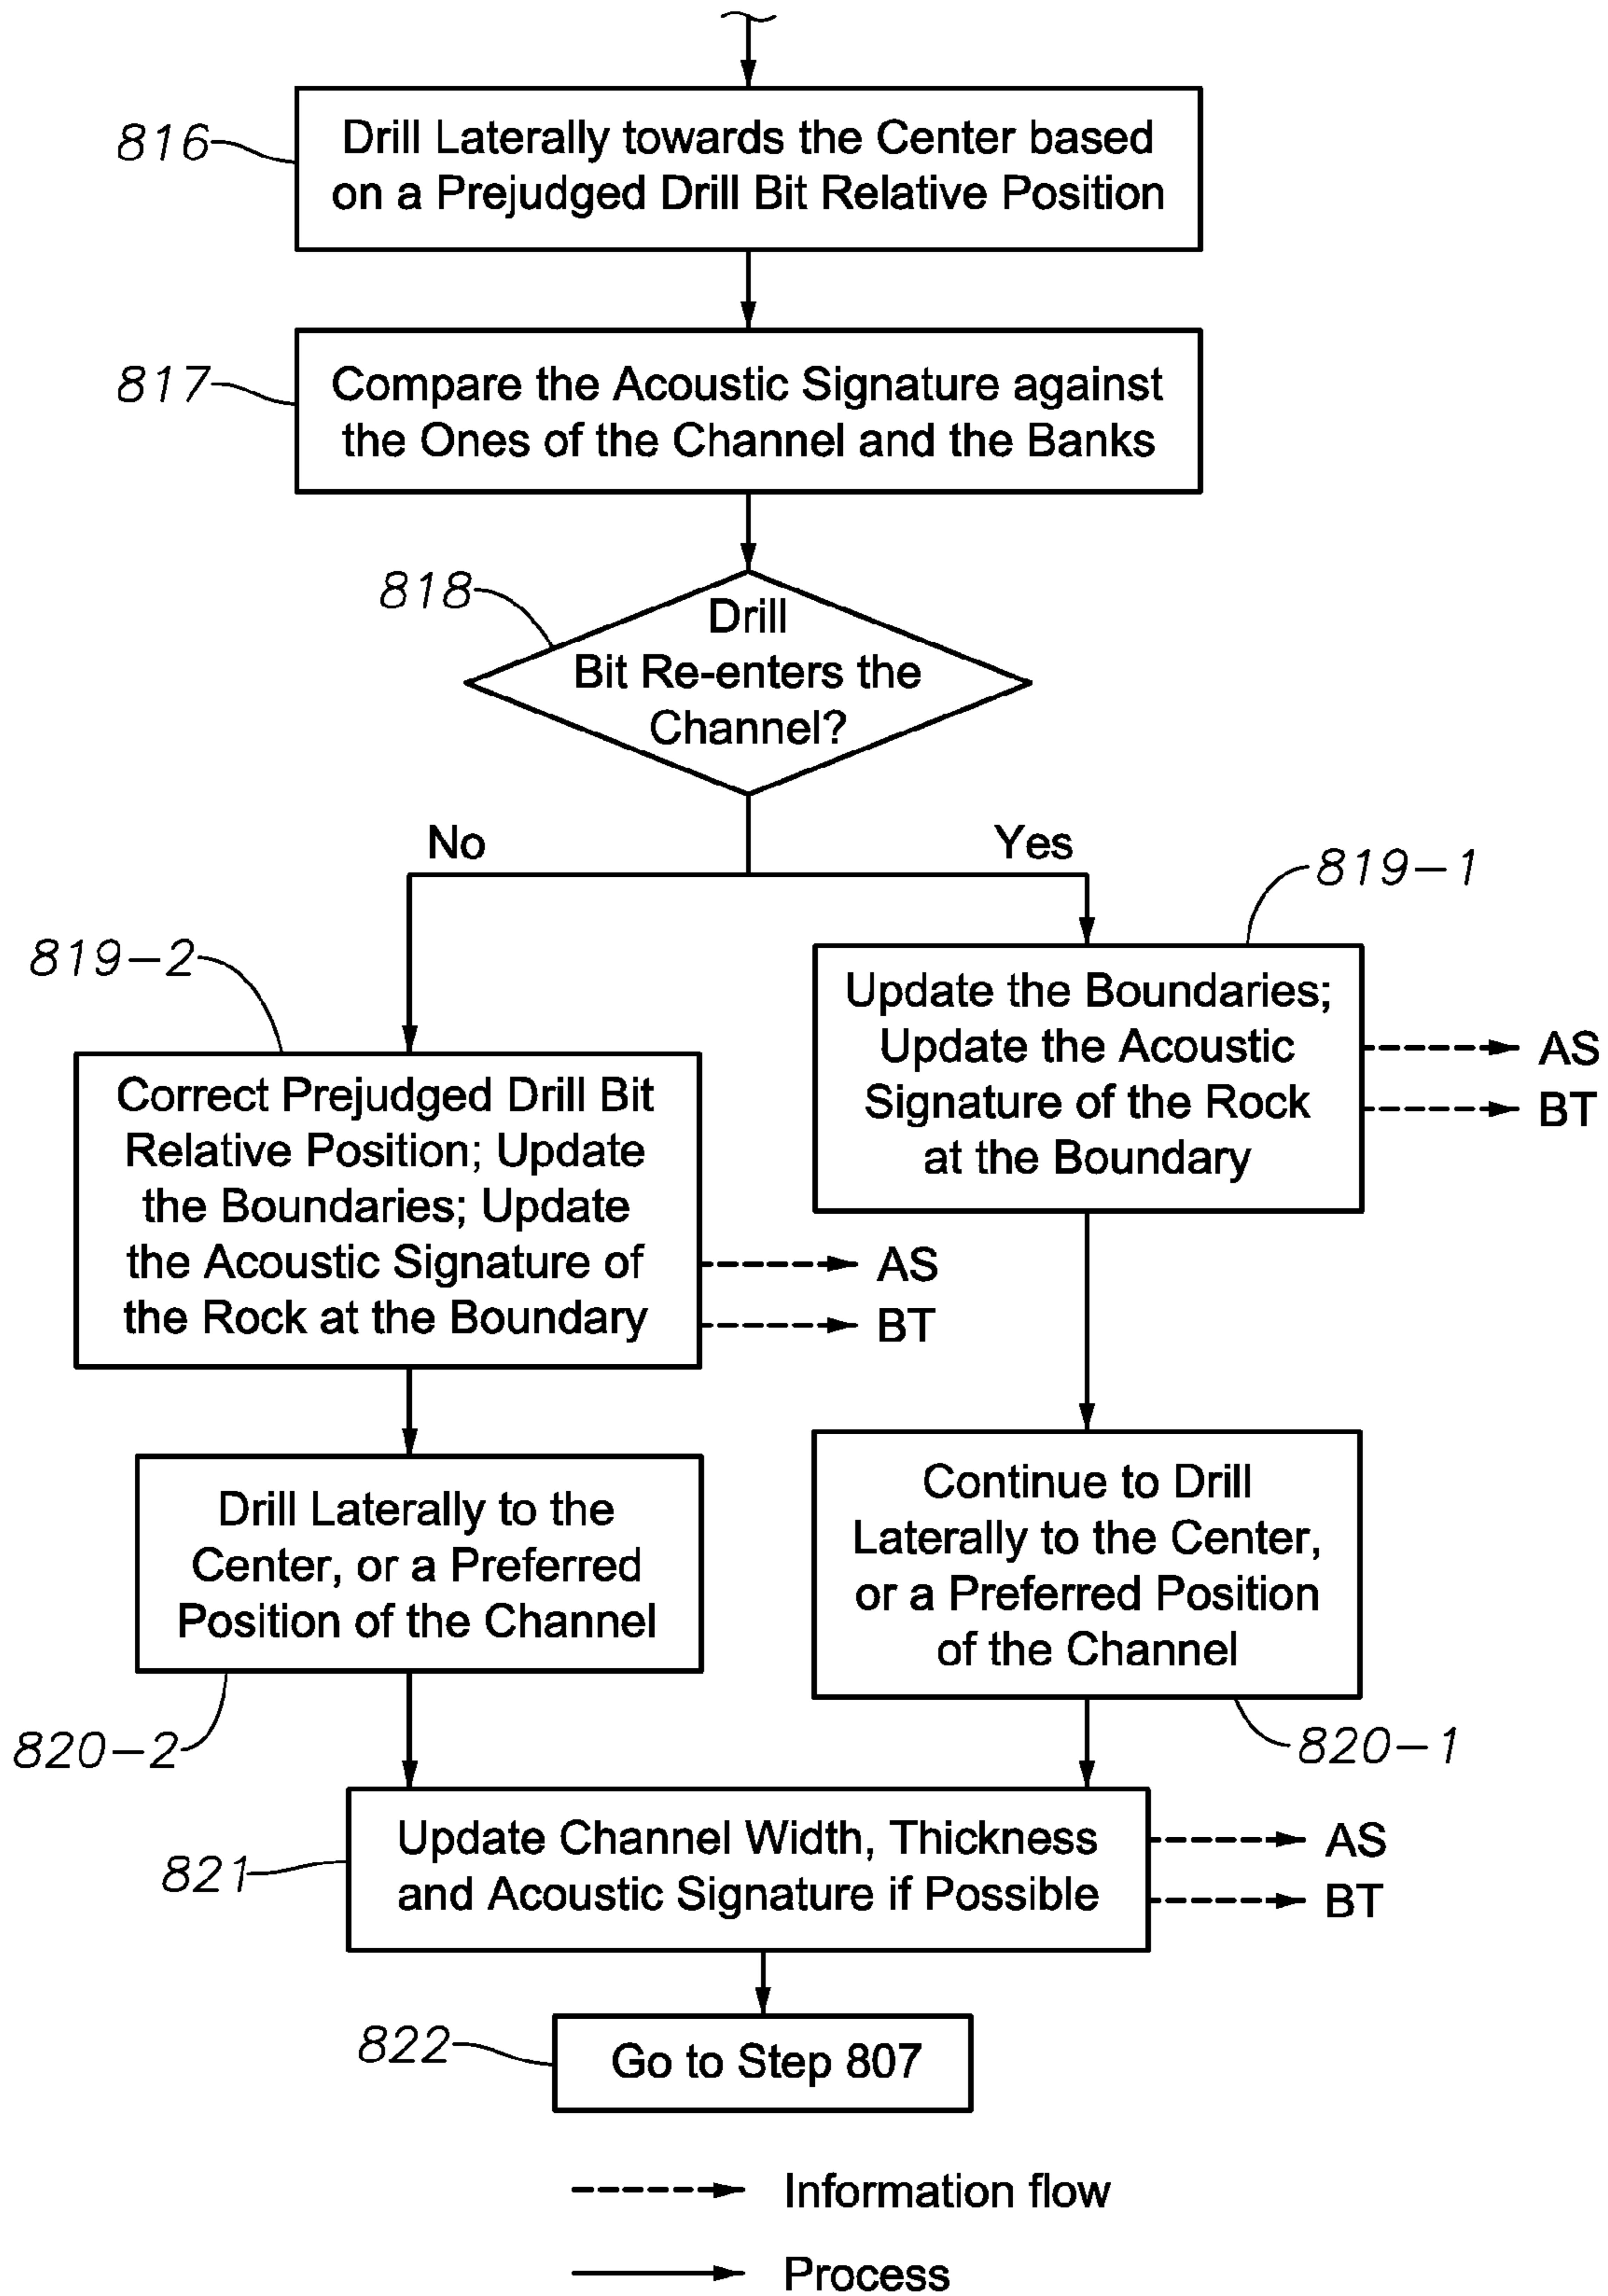 816
Drill Laterally towards the Center based
on a Prejudged Drill Bit Relative Position
817
Compare the Acoustic Signature against
the Ones of the Channel and the Banks
818
Drill
Bit Re-enters the
Channel?
No
Yes
819-1
Update the Boundaries;
Update the Acoustic
Signature of the Rock
at the Boundary
AS
BT
819-2
Correct Prejudged Drill Bit
Relative Position; Update
the Boundaries; Update
the Acoustic Signature of
the Rock at the Boundary
AS
BT
Drill Laterally to the
Center, or a Preferred
Position of the Channel
820-2
Continue to Drill
Laterally to the Center,
or a Preferred Position
of the Channel
820-1
821
Update Channel Width, Thickness
and Acoustic Signature if Possible
AS
BT
822
Go to Step 807
Information flow
Process